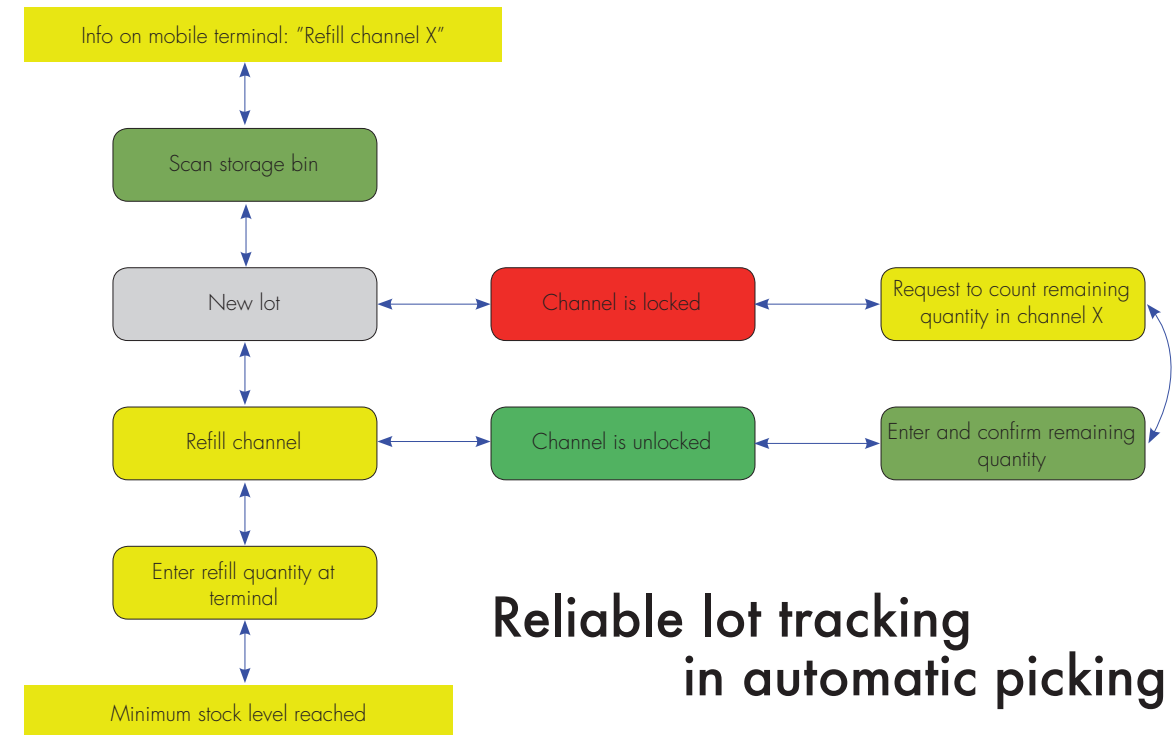 Info on mobile terminal: ”Refill channel X”
Scan storage bin
New lot
Channel is locked
Request to count remaining
quantity in channel X
Refill channel
Channel is unlocked
Enter and confirm remaining
quantity
Enter refill quantity at
terminal
Reliable lot tracking
in automatic picking
Minimum stock level reached